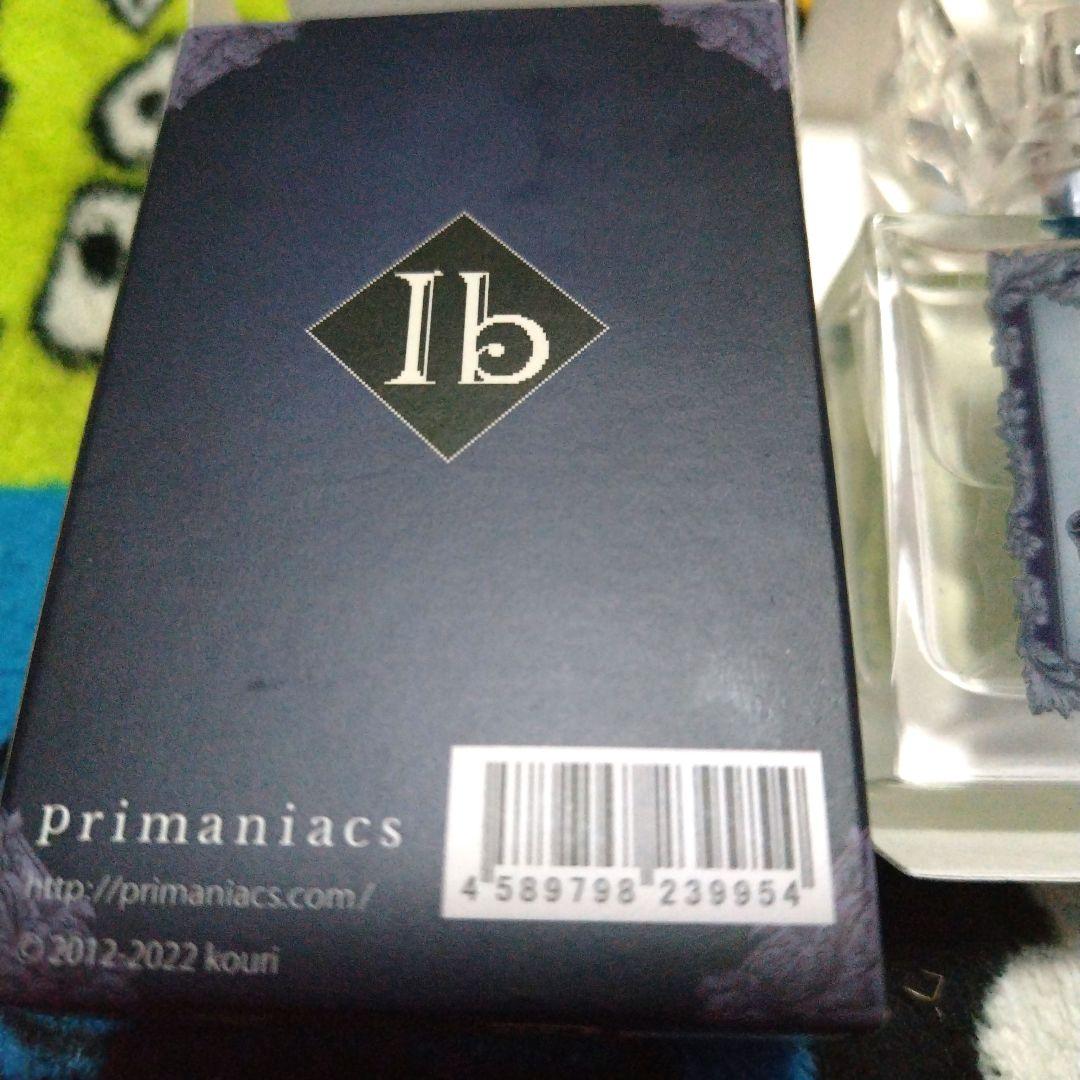 Ib
primaniacs
http://primaniacs.com/
© 2012-2022 kouri
4 589798 239954